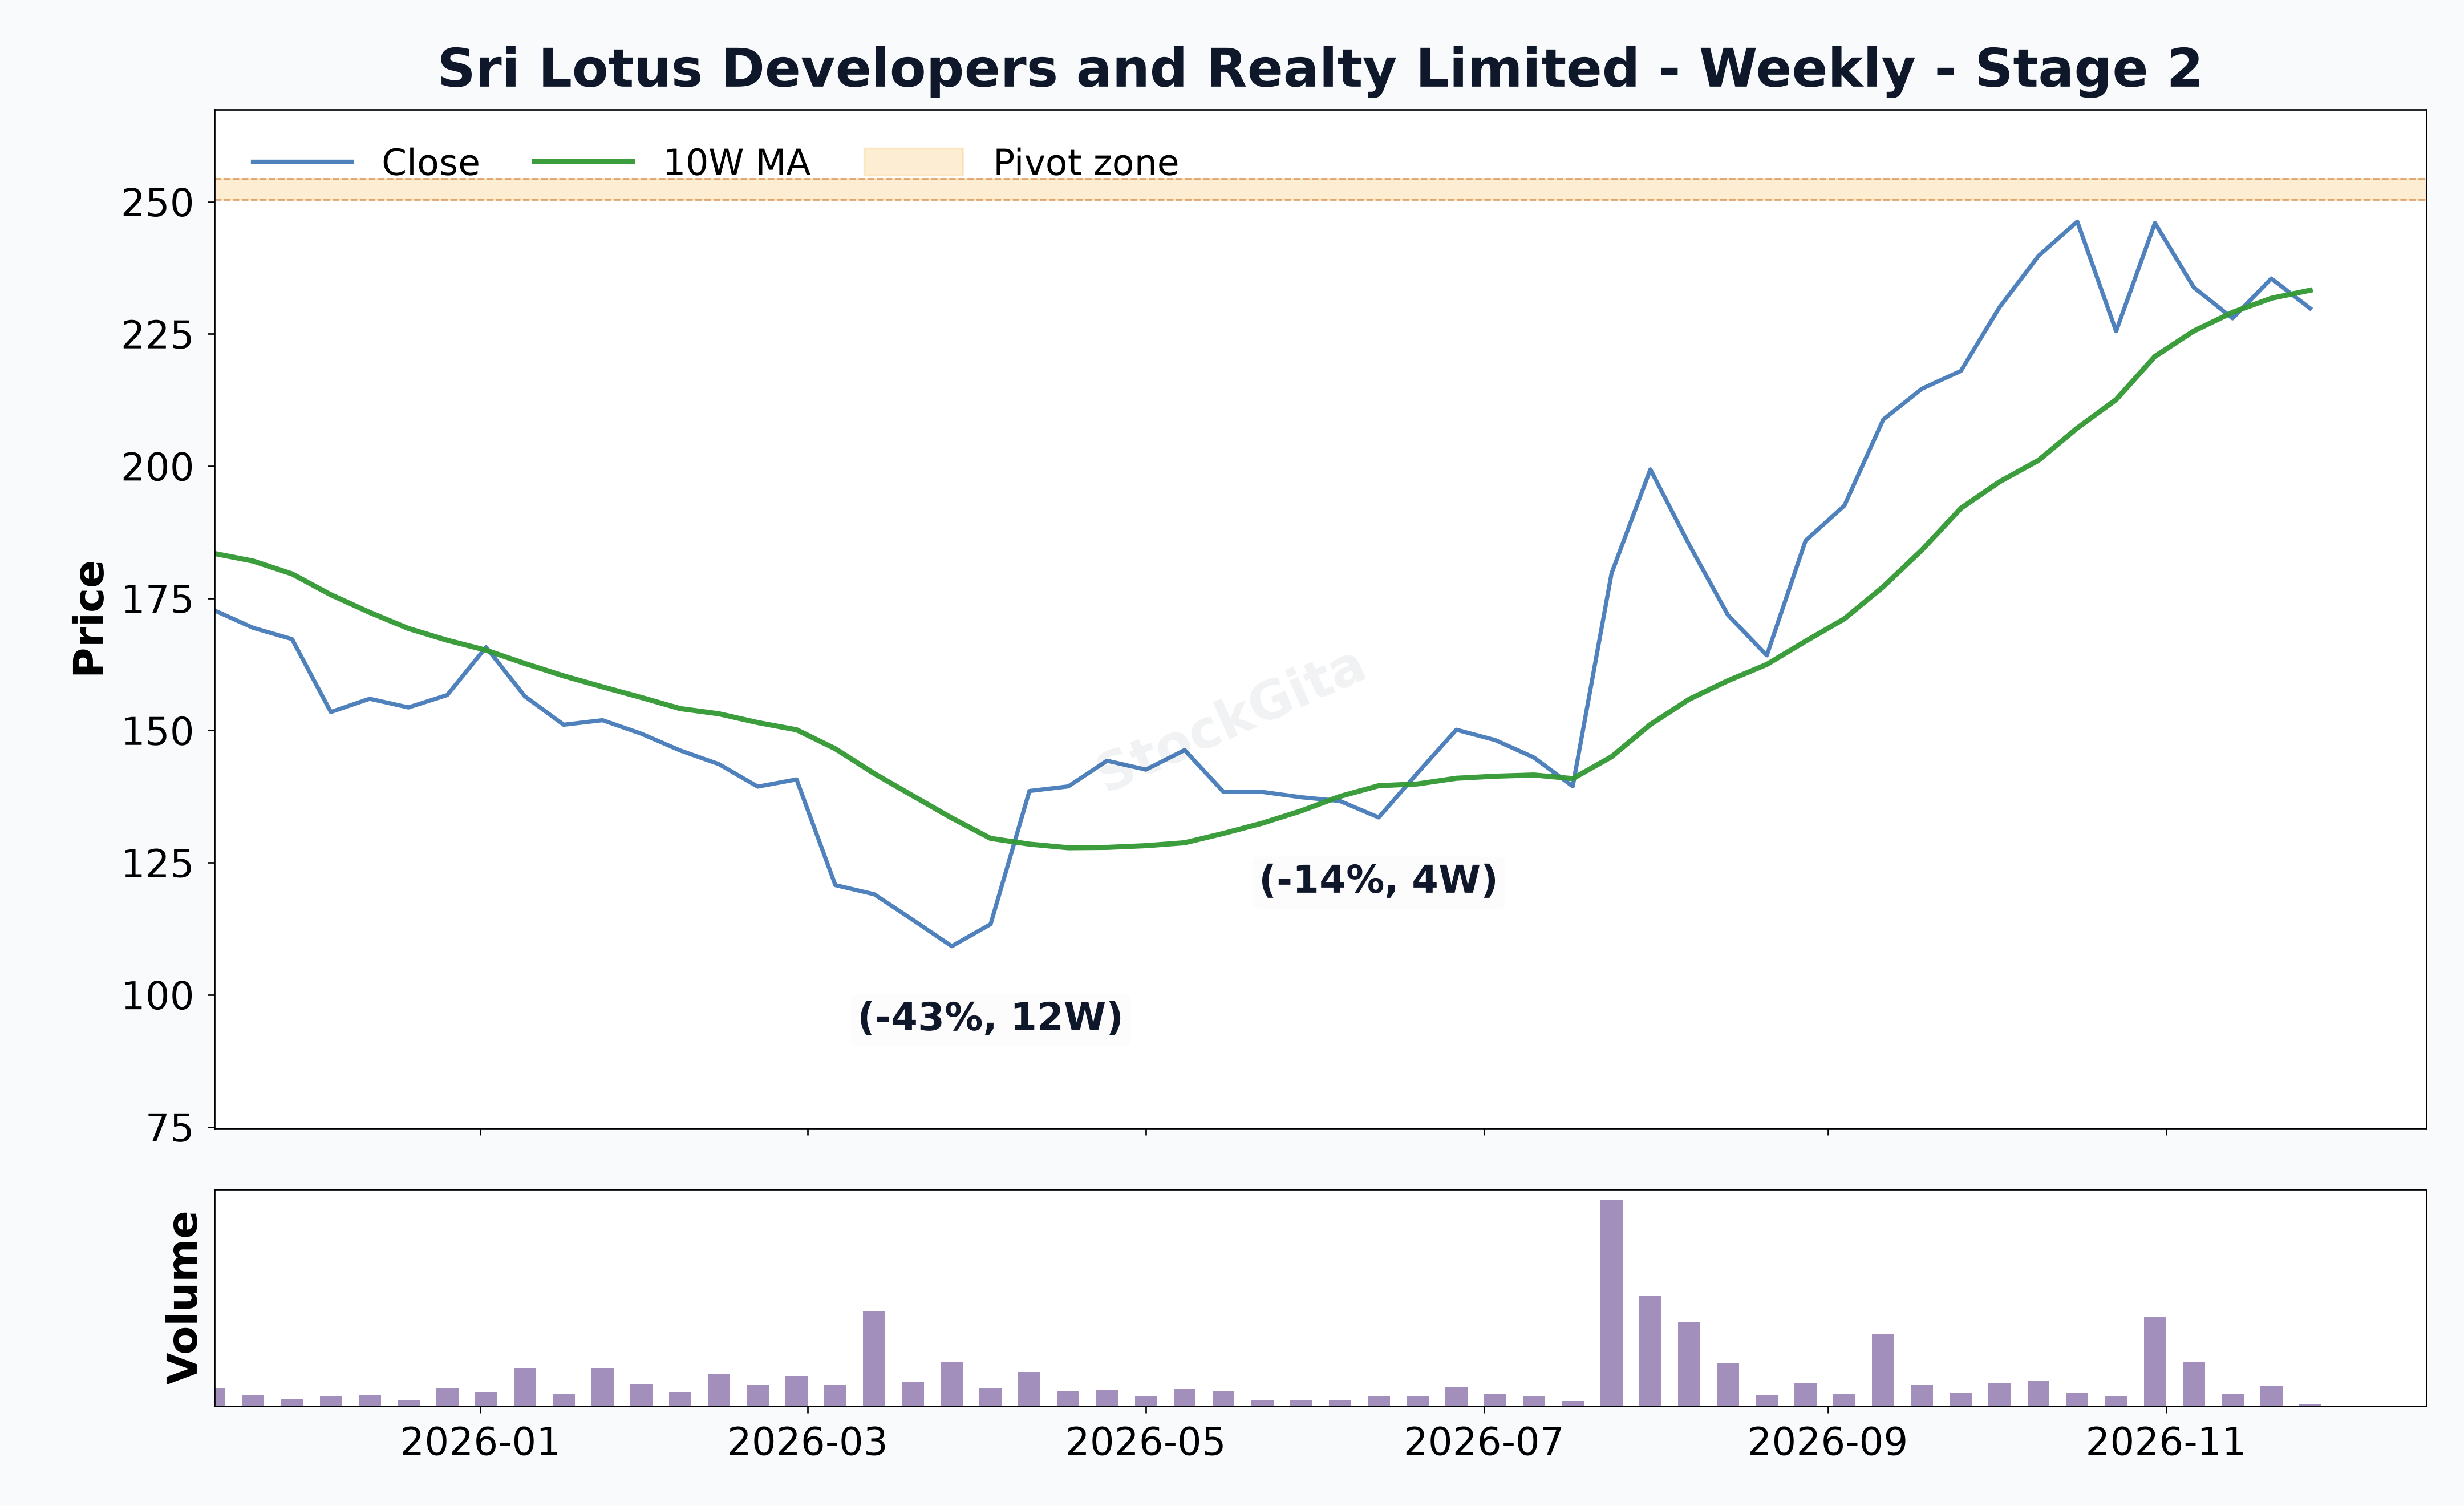 Sri Lotus Developers and Realty Limited - Weekly - Stage 2
Close 10W MA Pivot zone
250
225
200
175
150
125
100
75
Price
StockGita
(-14%, 4W)
(-43%, 12W)
Volume
2026-01 2026-03 2026-05 2026-07 2026-09 2026-11